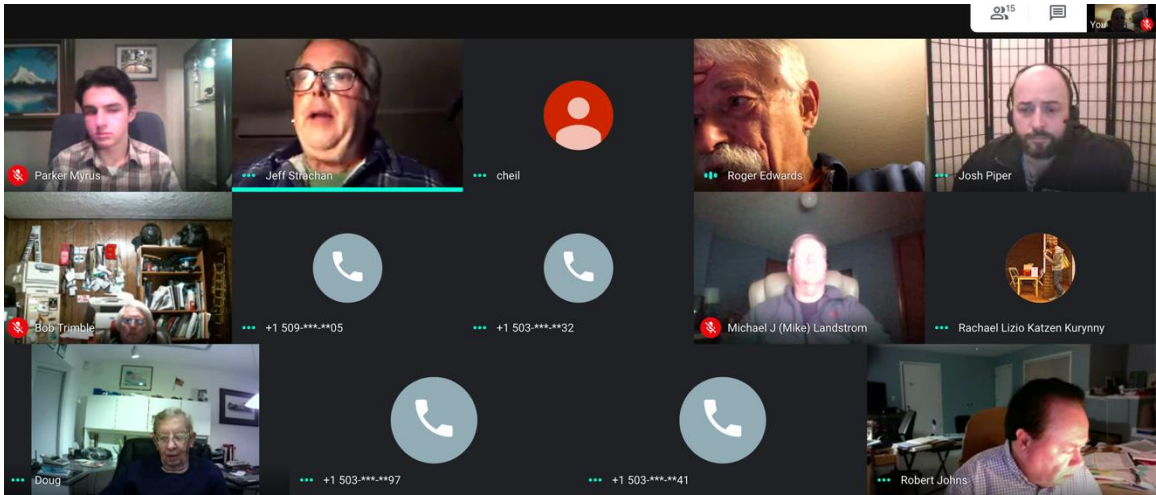 15
You
Parker Myrus
Jeff Strachan
cheil
Roger Edwards
Josh Piper
Bob Trimble
+1 509-***-**05
+1 503-***-**32
Michael J (Mike) Landstrom
Rachael Lizio Katzen Kurynny
Doug
+1 503-***-**97
+1 503-***-**41
Robert Johns